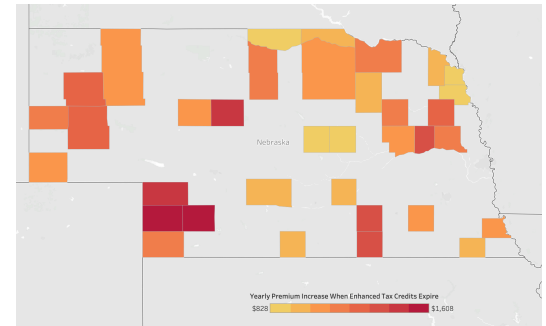 Nebraska
Yearly Premium Increase When Enhanced Tax Credits Expire
$828 $1,608